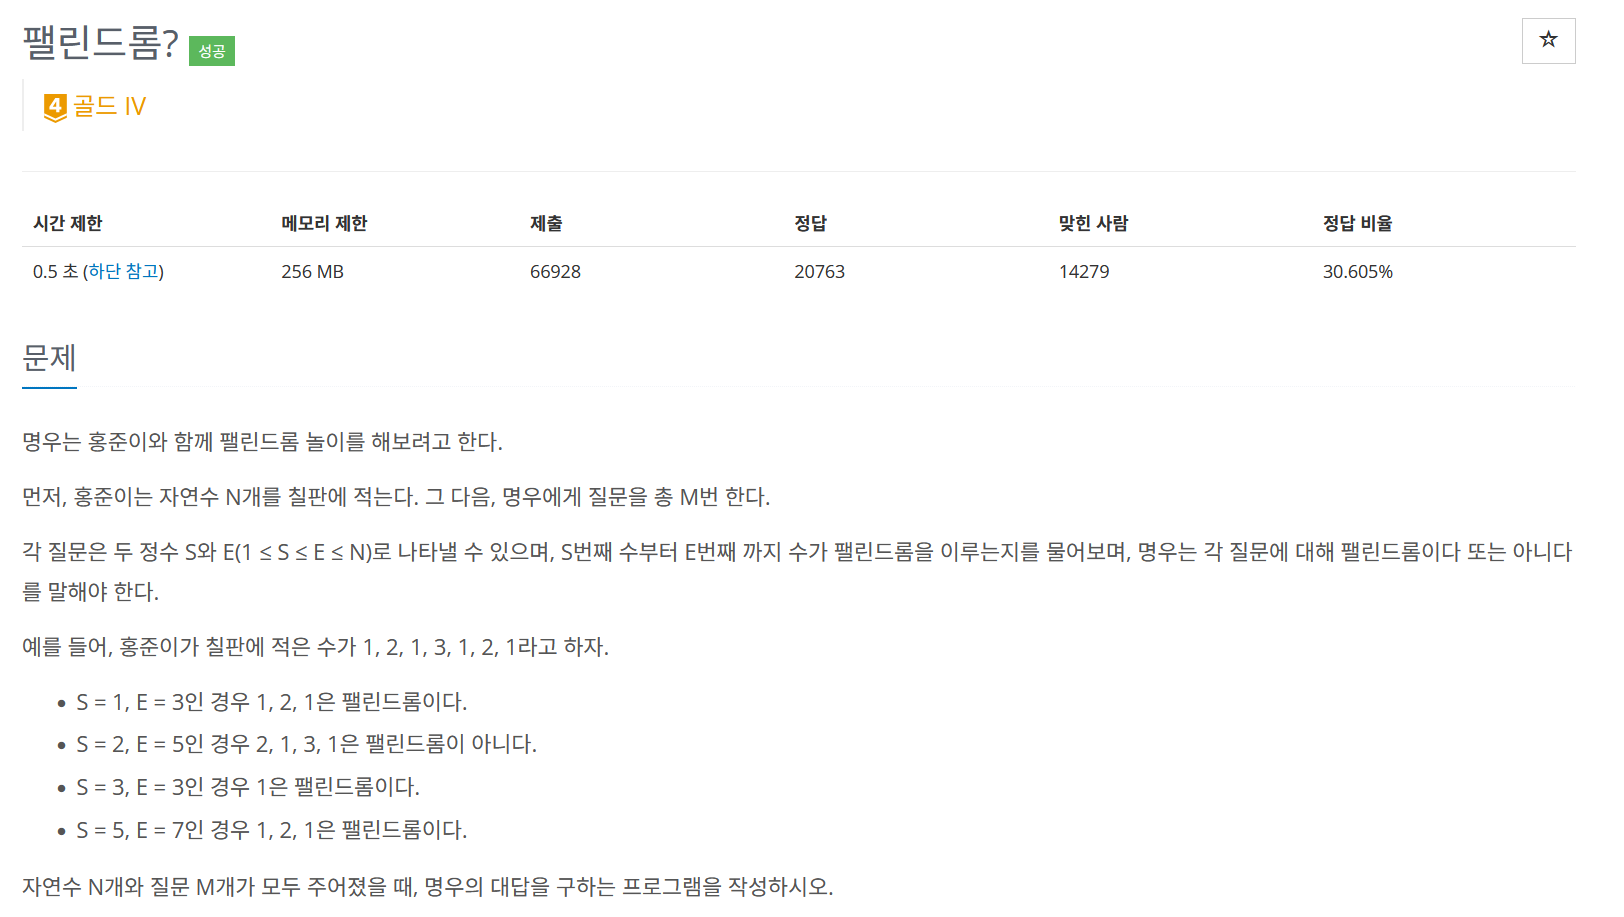 팰린드롬? 성공
☆
4 골드 IV
시간 제한 메모리 제한 제출 정답 맞힌 사람 정답 비율
0.5 초 (하단 참고) 256 MB 66928 20763 14279 30.605%
문제
명우는 홍준이와 함께 팰린드롬 놀이를 해보려고 한다.
먼저, 홍준이는 자연수 N개를 칠판에 적는다. 그 다음, 명우에게 질문을 총 M번 한다.
각 질문은 두 정수 S와 E(1 ≤ S ≤ E ≤ N)로 나타낼 수 있으며, S번째 수부터 E번째 까지 수가 팰린드롬을 이루는지를 물어보며, 명우는 각 질문에 대해 팰린드롬이다 또는 아니다
를 말해야 한다.
예를 들어, 홍준이가 칠판에 적은 수가 1, 2, 1, 3, 1, 2, 1라고 하자.
• S = 1, E = 3인 경우 1, 2, 1은 팰린드롬이다.
• S = 2, E = 5인 경우 2, 1, 3, 1은 팰린드롬이 아니다.
• S = 3, E = 3인 경우 1은 팰린드롬이다.
• S = 5, E = 7인 경우 1, 2, 1은 팰린드롬이다.
자연수 N개와 질문 M개가 모두 주어졌을 때, 명우의 대답을 구하는 프로그램을 작성하시오.